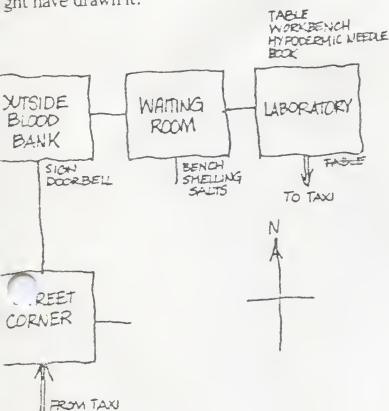 ght have drawn it.
TABLE
WORKBENCH
HYPODERMIC NEEDLE
BOOK
OUTSIDE
BLOOD
BANK
WAITING
ROOM
LABORATORY
SIGN
DOORBELL
BENCH
SMELLING
SALTS
TABLE
TO TAXI
N
CORNER
FROM TAXI